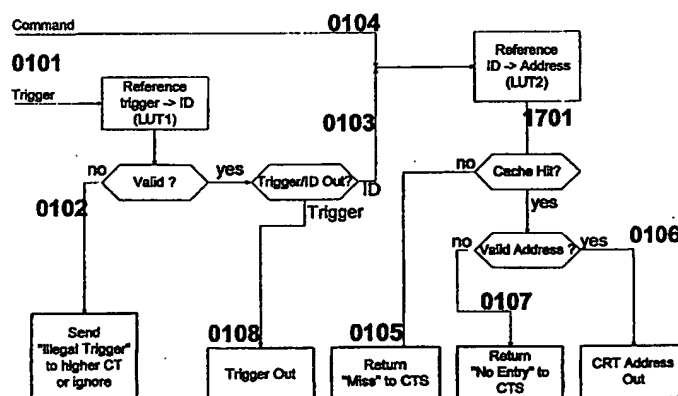 Command
0104
0101
Trigger
Reference
trigger -> ID
(LUT1)
Reference
ID -> Address
(LUT2)
0103
1701
no
Valid ?
yes
Trigger/ID Out?
ID
no
Cache Hit?
0102
Trigger
yes
no
Valid Address ?
yes
0106
0107
0108
0105
Send
"Illegal Trigger"
to higher CT
or ignore
Trigger Out
Return
"Miss" to CTS
Return
"No Entry" to
CTS
CRT Address
Out